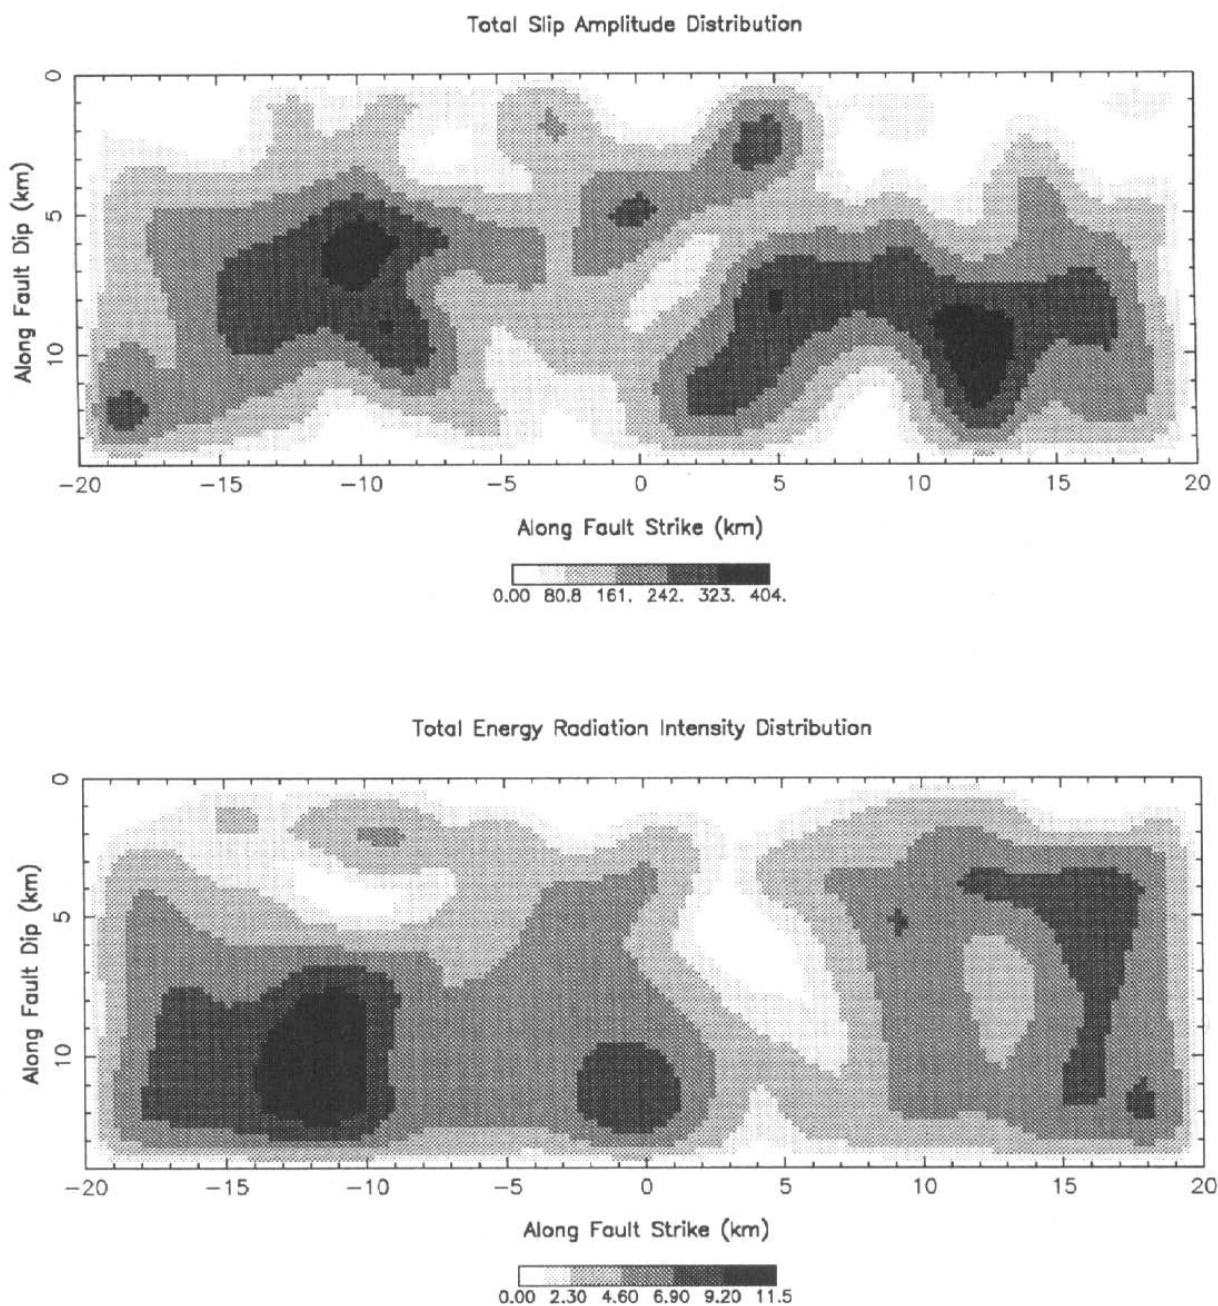 Total Slip Amplitude Distribution
0
5
10
Along Fault Dip (km)
−20 −15 −10 −5 0 5 10 15 20
Along Fault Strike (km)
0.00 80.8 161. 242. 323. 404.
Total Energy Radiation Intensity Distribution
0
5
10
Along Fault Dip (km)
−20 −15 −10 −5 0 5 10 15 20
Along Fault Strike (km)
0.00 2.30 4.60 6.90 9.20 11.5